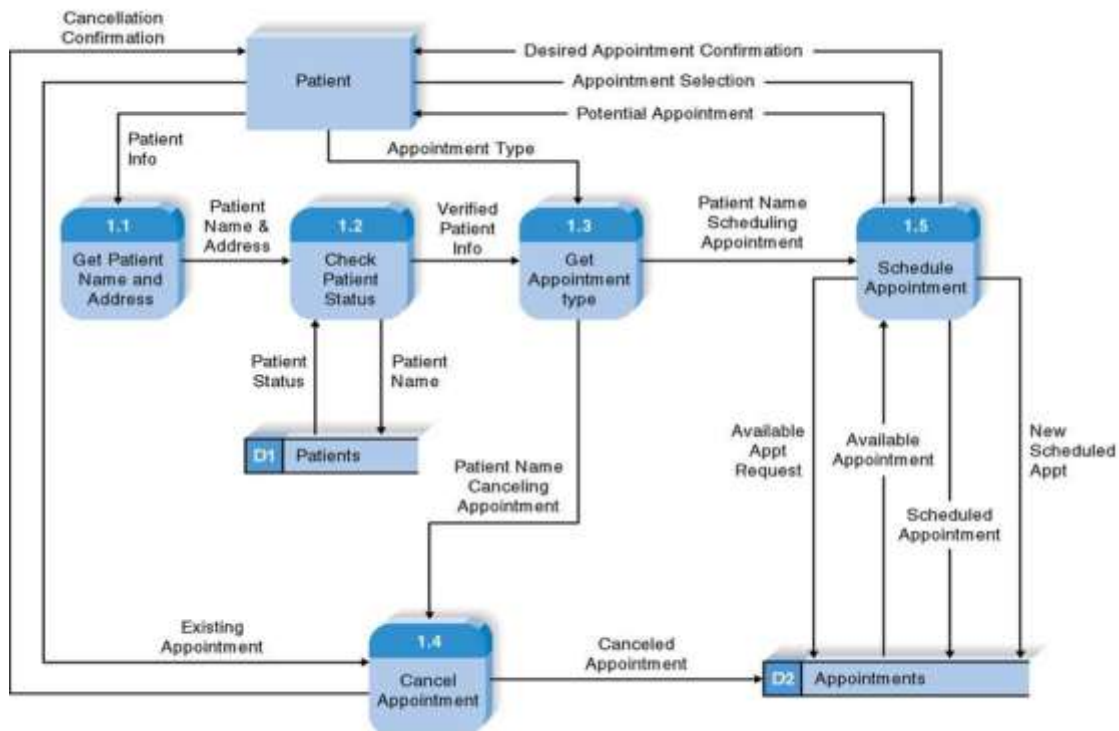 Cancellation
Confirmation
Patient
Desired Appointment Confirmation
Appointment Selection
Potential Appointment
Patient
Info
Appointment Type
1.1
Get Patient
Name and
Address
Patient
Name &
Address
1.2
Check
Patient
Status
Verified
Patient
Info
1.3
Get
Appointment
type
Patient Name
Scheduling
Appointment
1.5
Schedule
Appointment
Patient
Status
Patient
Name
D1
Patients
Patient Name
Canceling
Appointment
Available
Appt
Request
Available
Appointment
Scheduled
Appointment
New
Scheduled
Appt
Existing
Appointment
1.4
Cancel
Appointment
Canceled
Appointment
D2
Appointments